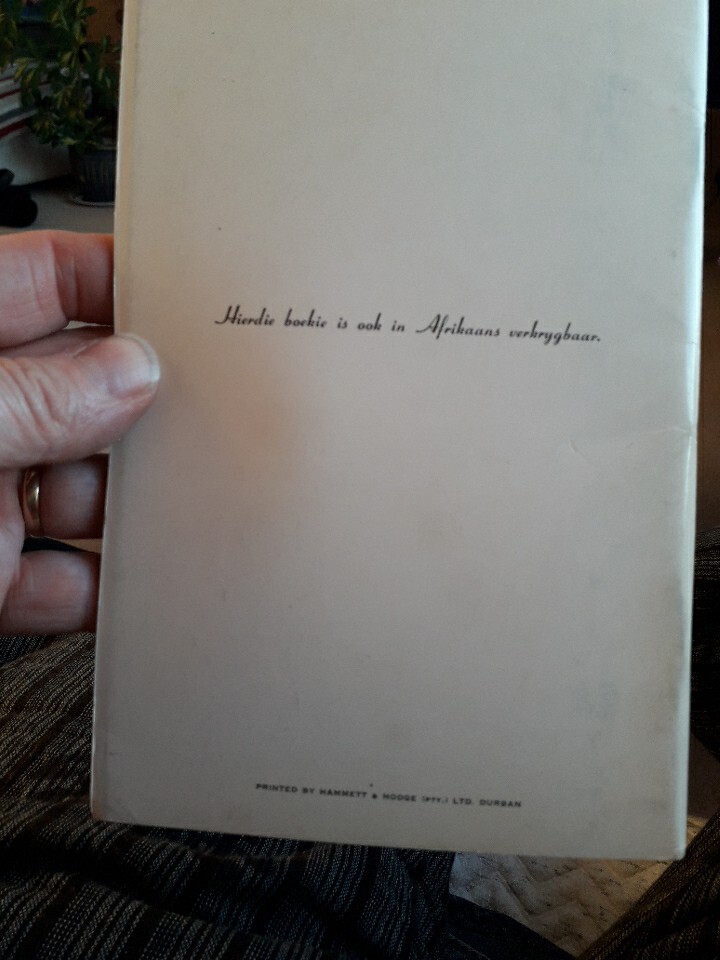 Hierdie boekie is ook in Afrikaans verkrygbaar.
PRINTED BY HAMMETT & HODGE (PTY.) LTD. DURBAN